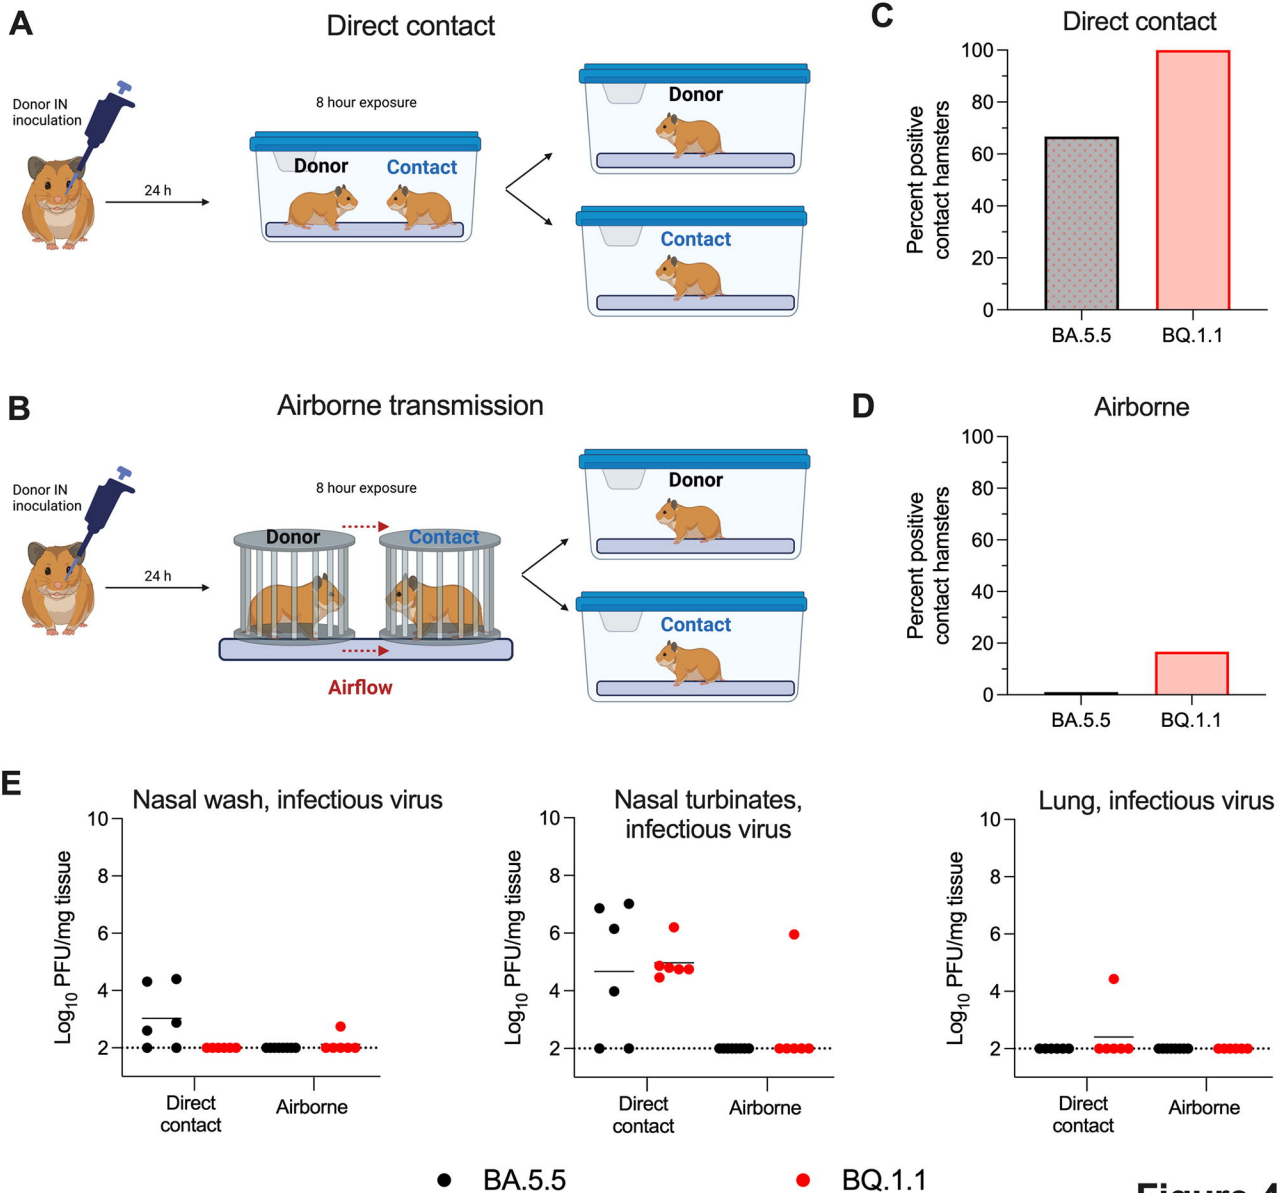 A
Direct contact
Donor IN
inoculation
24 h
8 hour exposure
Donor
Contact
Donor
Contact
C
Direct contact
Percent positive
contact hamsters
100
80
60
40
20
0
BA.5.5
BQ.1.1
B
Airborne transmission
Donor IN
inoculation
24 h
8 hour exposure
Donor
Contact
Airflow
Donor
Contact
D
Airborne
Percent positive
contact hamsters
100
80
60
40
20
0
BA.5.5
BQ.1.1
E
Nasal wash, infectious virus
Log10 PFU/mg tissue
10
8
6
4
2
Direct
contact
Airborne
Nasal turbinates,
infectious virus
Log10 PFU/mg tissue
10
8
6
4
2
Direct
contact
Airborne
Lung, infectious virus
Log10 PFU/mg tissue
10
8
6
4
2
Direct
contact
Airborne
BA.5.5
BQ.1.1
Figure 4